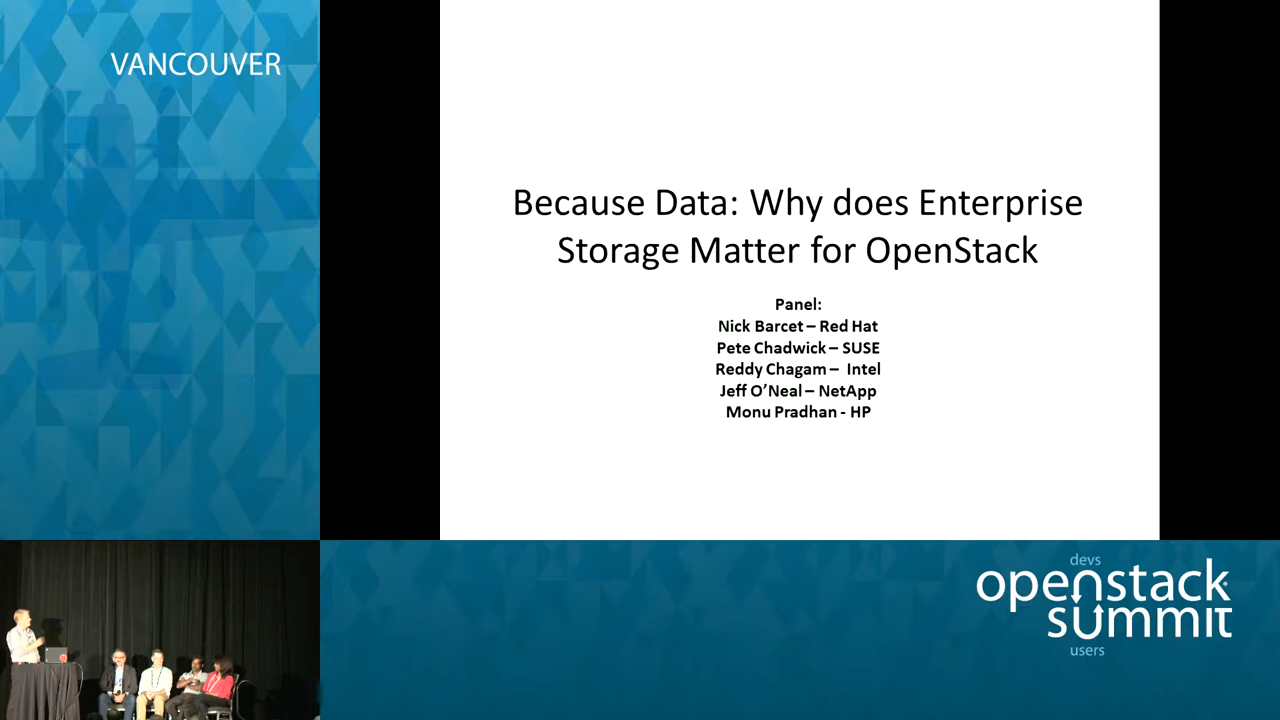 VANCOUVER
Because Data: Why does Enterprise
Storage Matter for OpenStack
Panel:
Nick Barcet – Red Hat
Pete Chadwick – SUSE
Reddy Chagam – Intel
Jeff O’Neal – NetApp
Monu Pradhan - HP
devs
openstack
summit
users